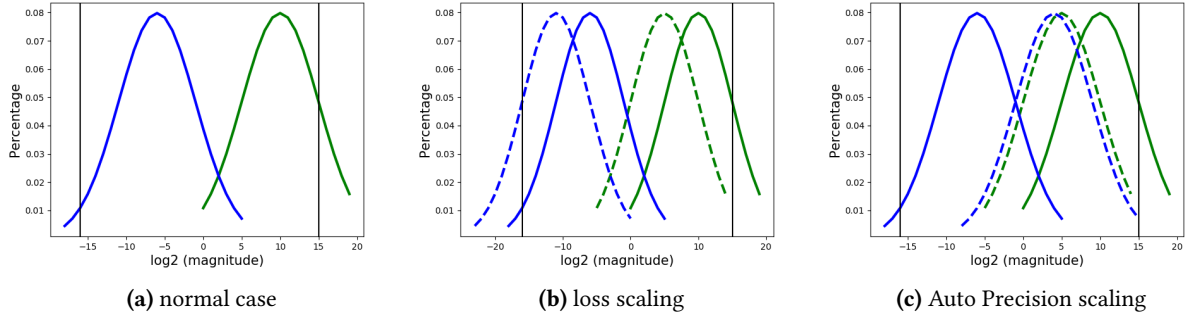 0.08
0.07
0.06
0.05
0.04
0.03
0.02
0.01
Percentage
−15 −10 −5 0 5 10 15 20
log2 (magnitude)
(a) normal case
0.08
0.07
0.06
0.05
0.04
0.03
0.02
0.01
Percentage
−20 −10 0 10 20
log2 (magnitude)
(b) loss scaling
0.08
0.07
0.06
0.05
0.04
0.03
0.02
0.01
Percentage
−15 −10 −5 0 5 10 15 20
log2 (magnitude)
(c) Auto Precision scaling